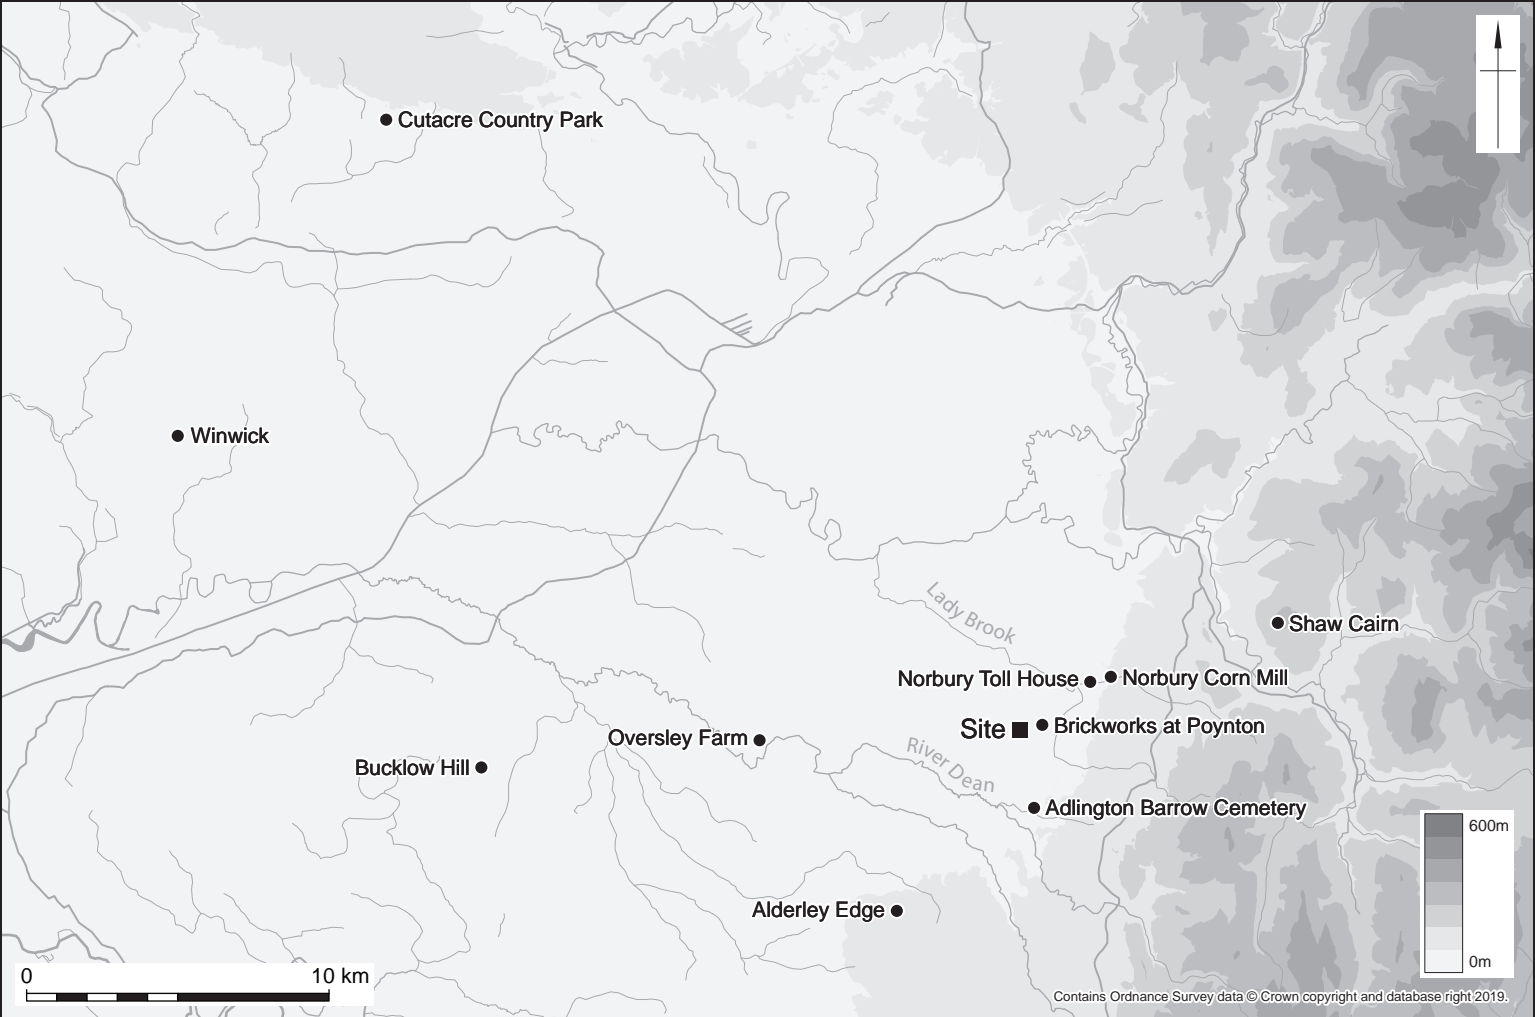 Cutacre Country Park
Winwick
Lady Brook
Shaw Cairn
Norbury Toll House
Norbury Corn Mill
Site
Brickworks at Poynton
Oversley Farm
River Dean
Bucklow Hill
Adlington Barrow Cemetery
600m
Alderley Edge
0m
0 10 km
Contains Ordnance Survey data © Crown copyright and database right 2019.